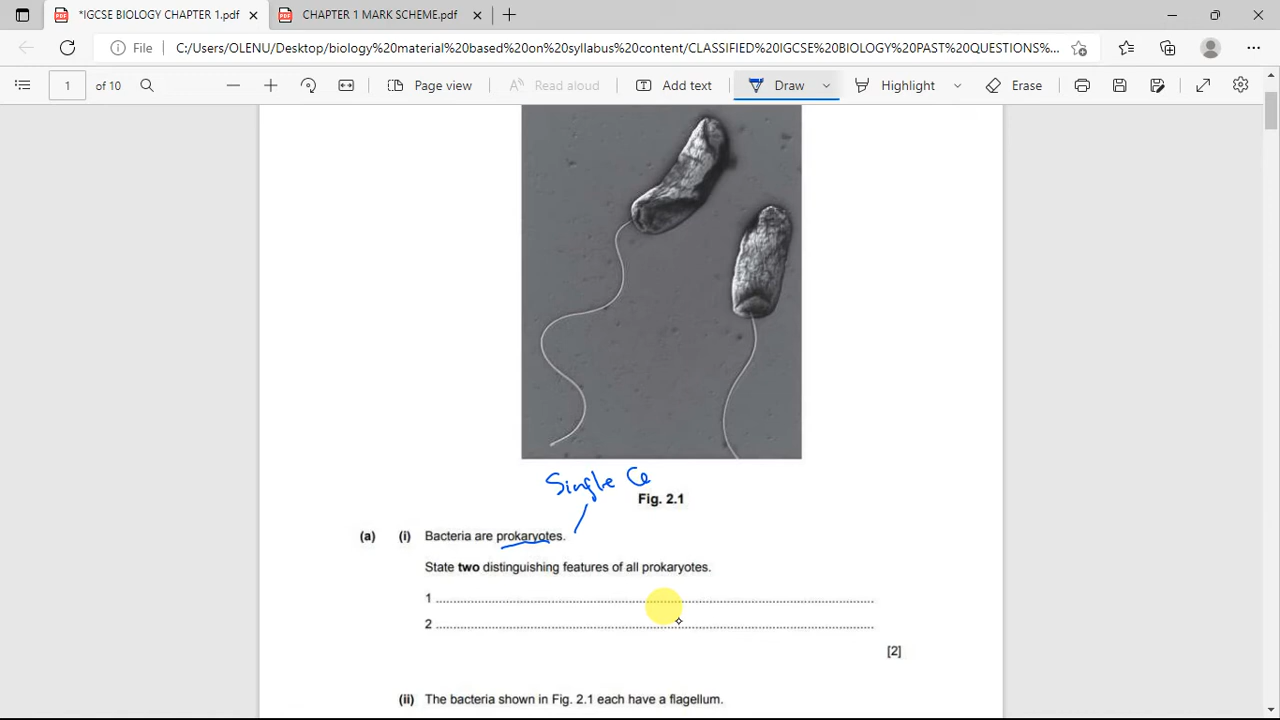 *IGCSE BIOLOGY CHAPTER 1.pdf
CHAPTER 1 MARK SCHEME.pdf
File
C:/Users/OLENU/Desktop/biology%20material%20based%20on%20syllabus%20content/CLASSIFIED%20IGCSE%20BIOLOGY%20PAST%20QUESTIONS%...
1 of 10
Page view
Read aloud
Add text
Draw
Highlight
Erase
Single Ce
Fig. 2.1
(a) (i) Bacteria are prokaryotes.
State two distinguishing features of all prokaryotes.
1
2
[2]
(ii) The bacteria shown in Fig. 2.1 each have a flagellum.